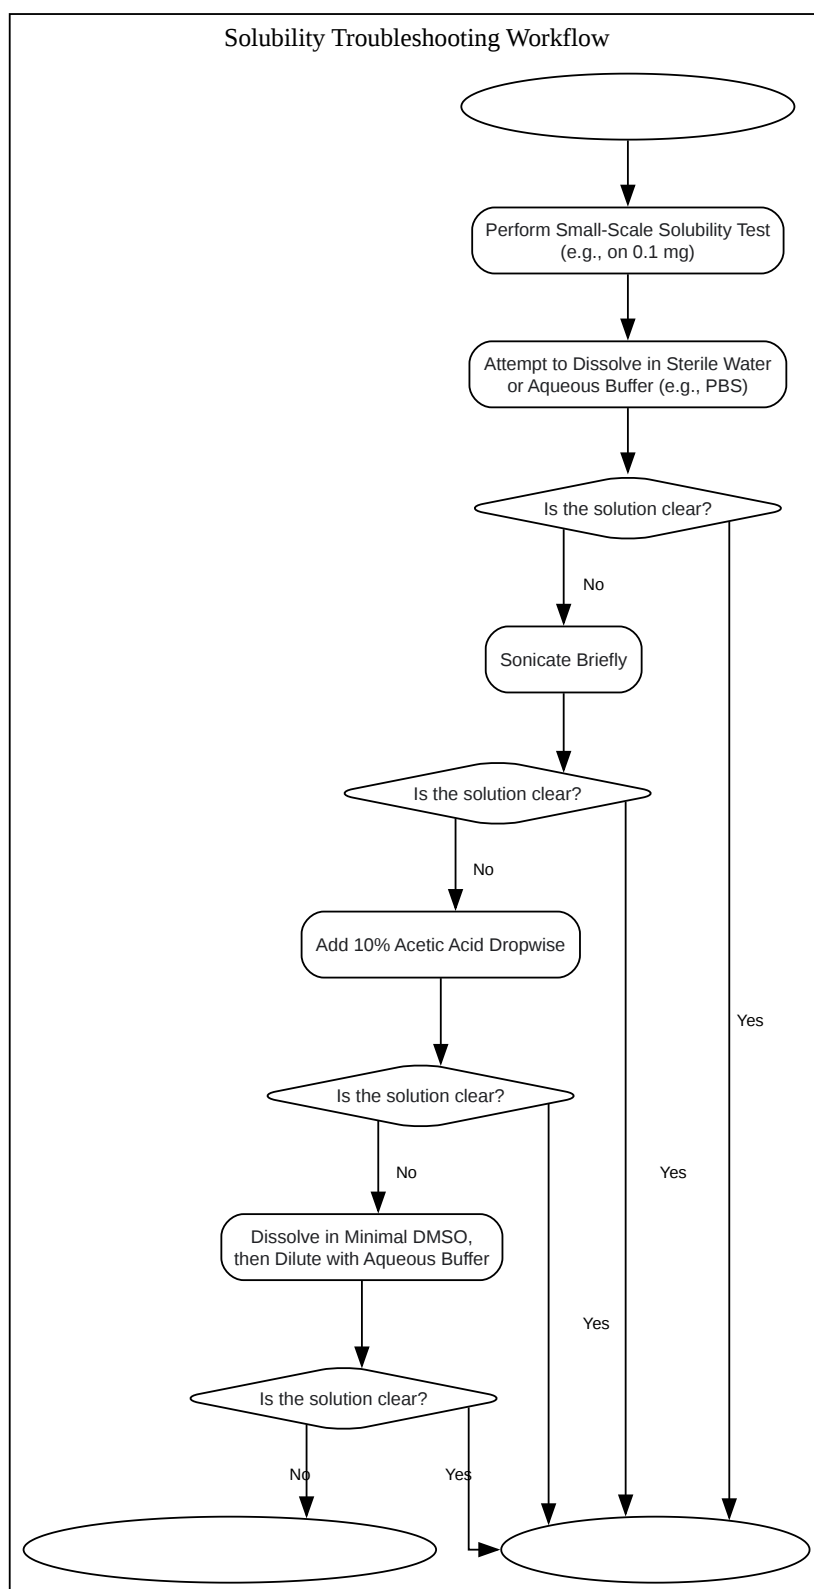 Solubility Troubleshooting Workflow
Perform Small-Scale Solubility Test
(e.g., on 0.1 mg)
Attempt to Dissolve in Sterile Water
or Aqueous Buffer (e.g., PBS)
Is the solution clear?
No
Sonicate Briefly
Is the solution clear?
No
Add 10% Acetic Acid Dropwise
Yes
Is the solution clear?
No
Yes
Dissolve in Minimal DMSO,
then Dilute with Aqueous Buffer
Yes
Is the solution clear?
No
Yes